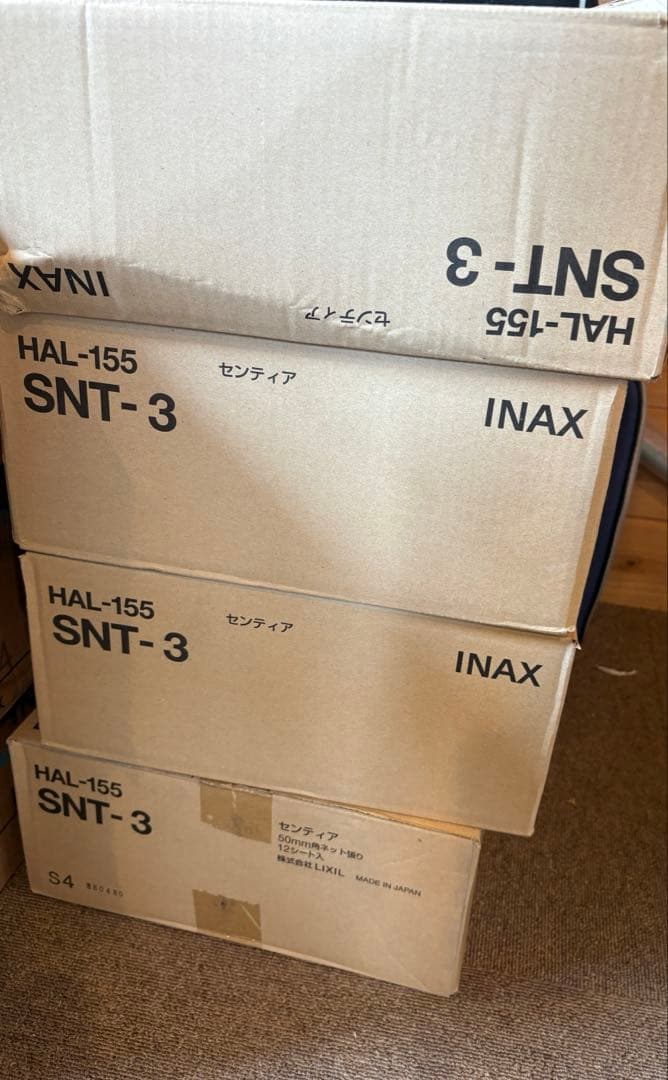 INAX
センティア
HAL-155
SNT-3
HAL-155
SNT-3
センティア
INAX
HAL-155
SNT-3
センティア
INAX
HAL-155
SNT-3
センティア
50mm角ネット張り
12シート入
株式会社LIXIL MADE IN JAPAN
S4